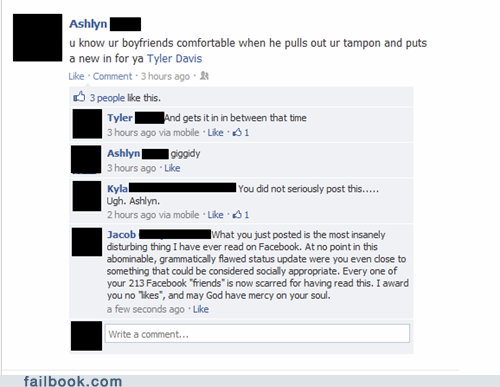 Ashlyn
u know ur boyfriends comfortable when he pulls out ur tampon and puts
a new in for ya Tyler Davis
Like · Comment · 3 hours ago ·
3 people like this.
Tyler And gets it in in between that time
3 hours ago via mobile · Like · 1
Ashlyn giggidy
3 hours ago · Like
Kyla You did not seriously post this.....
Ugh. Ashlyn.
2 hours ago via mobile · Like · 1
Jacob What you just posted is the most insanely
disturbing thing I have ever read on Facebook. At no point in this
abominable, grammatically flawed status update were you even close to
something that could be considered socially appropriate. Every one of
your 213 Facebook "friends" is now scarred for having read this. I award
you no "likes", and may God have mercy on your soul.
a few seconds ago · Like
Write a comment...
failbook.com